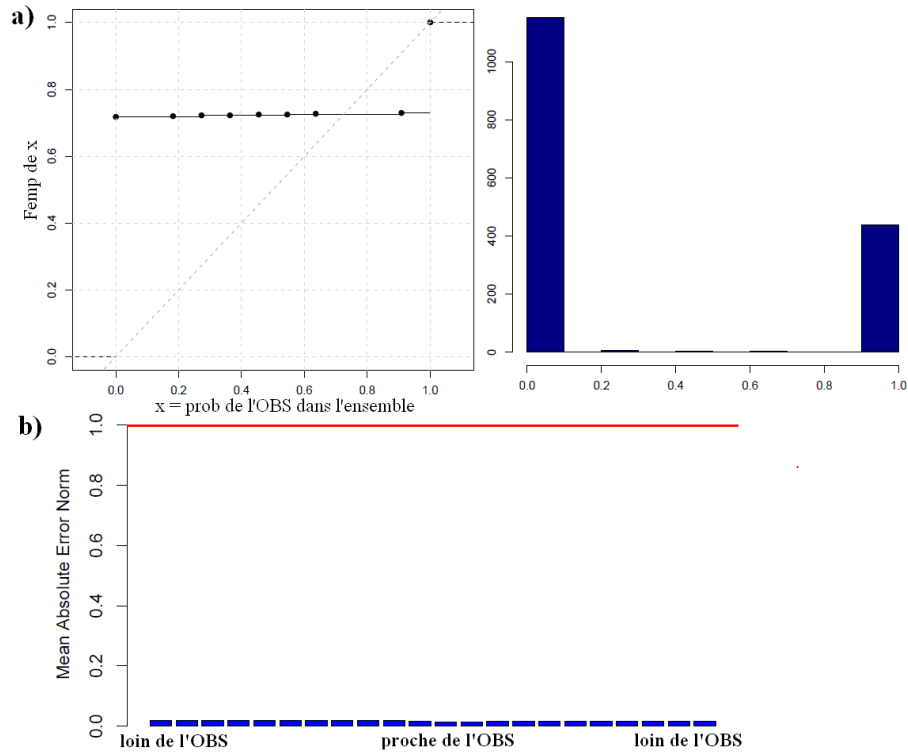 a)
1.0
0.8
0.6
0.4
0.2
0.0
Femp de x
0.0 0.2 0.4 0.6 0.8 1.0
x = prob de l'OBS dans l'ensemble
1000
800
600
400
200
0
0.0 0.2 0.4 0.6 0.8 1.0
b)
1.0
0.8
0.6
0.4
0.2
0.0
Mean Absolute Error Norm
loin de l'OBS proche de l'OBS loin de l'OBS